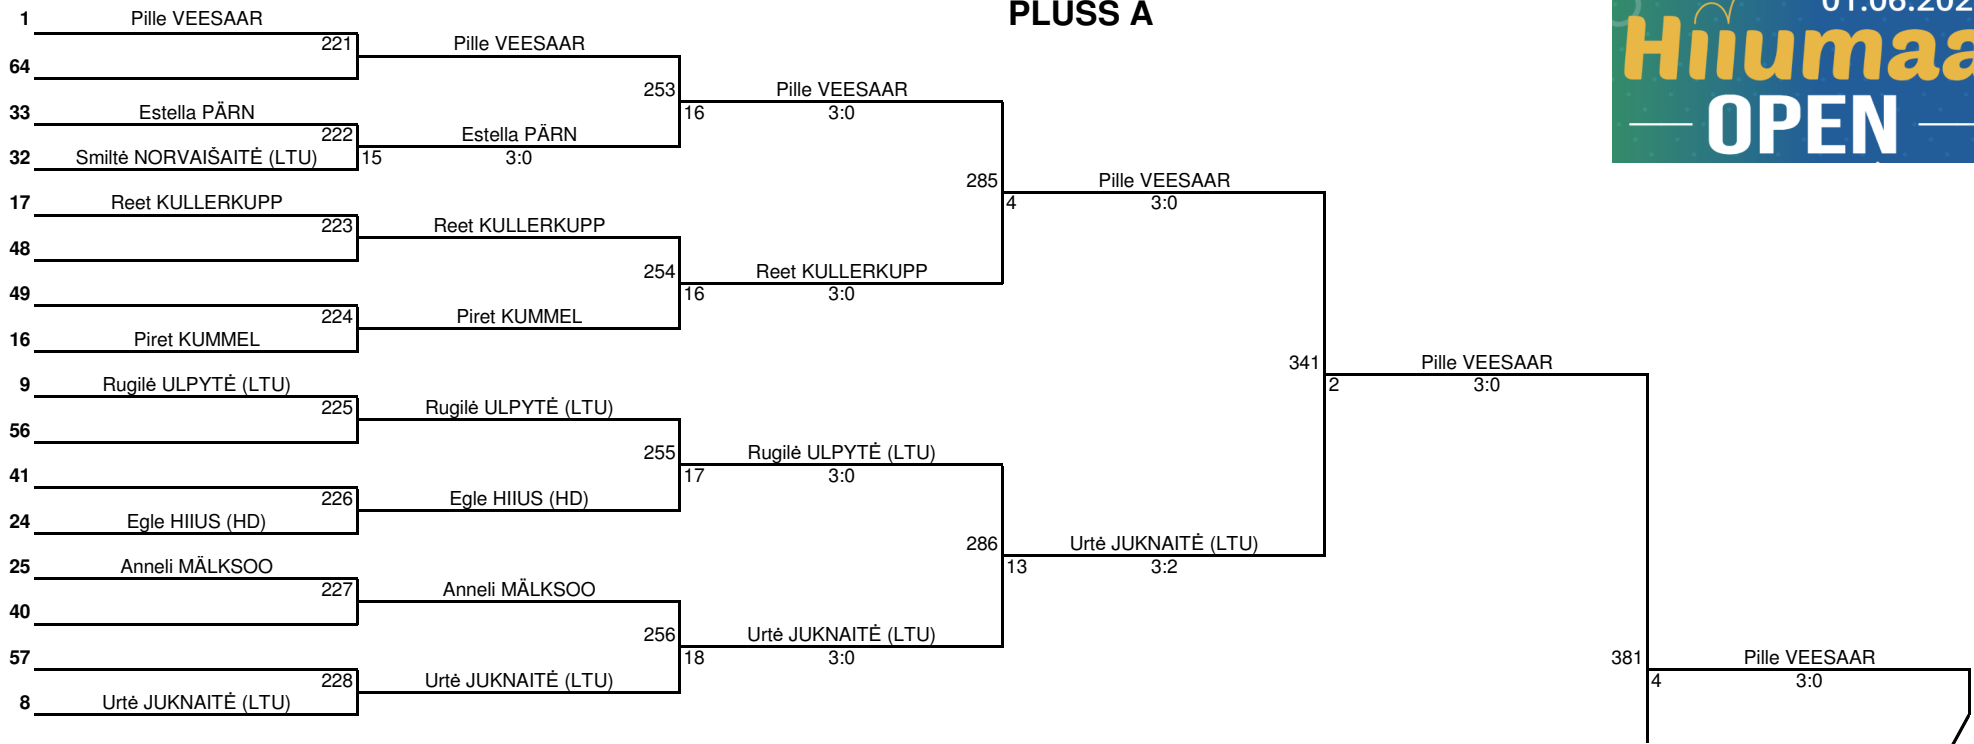 PLUSS A
01.06.202
Hiiumaa
OPEN
1 Pille VEESAAR
221 Pille VEESAAR
64
253 Pille VEESAAR
16 3:0
33 Estella PÄRN
222 Estella PÄRN
32 Smiltė NORVAIŠAITĖ (LTU) 15 3:0
285 Pille VEESAAR
4 3:0
17 Reet KULLERKUPP
223 Reet KULLERKUPP
48
254 Reet KULLERKUPP
16 3:0
49
224 Piret KUMMEL
16 Piret KUMMEL
341 Pille VEESAAR
2 3:0
9 Rugilė ULPYTĖ (LTU)
225 Rugilė ULPYTĖ (LTU)
56
255 Rugilė ULPYTĖ (LTU)
17 3:0
41
226 Egle HIIUS (HD)
24 Egle HIIUS (HD)
286 Urtė JUKNAITĖ (LTU)
13 3:2
25 Anneli MÄLKSOO
227 Anneli MÄLKSOO
40
256 Urtė JUKNAITĖ (LTU)
18 3:0
57
228 Urtė JUKNAITĖ (LTU)
8 Urtė JUKNAITĖ (LTU)
381 Pille VEESAAR
4 3:0